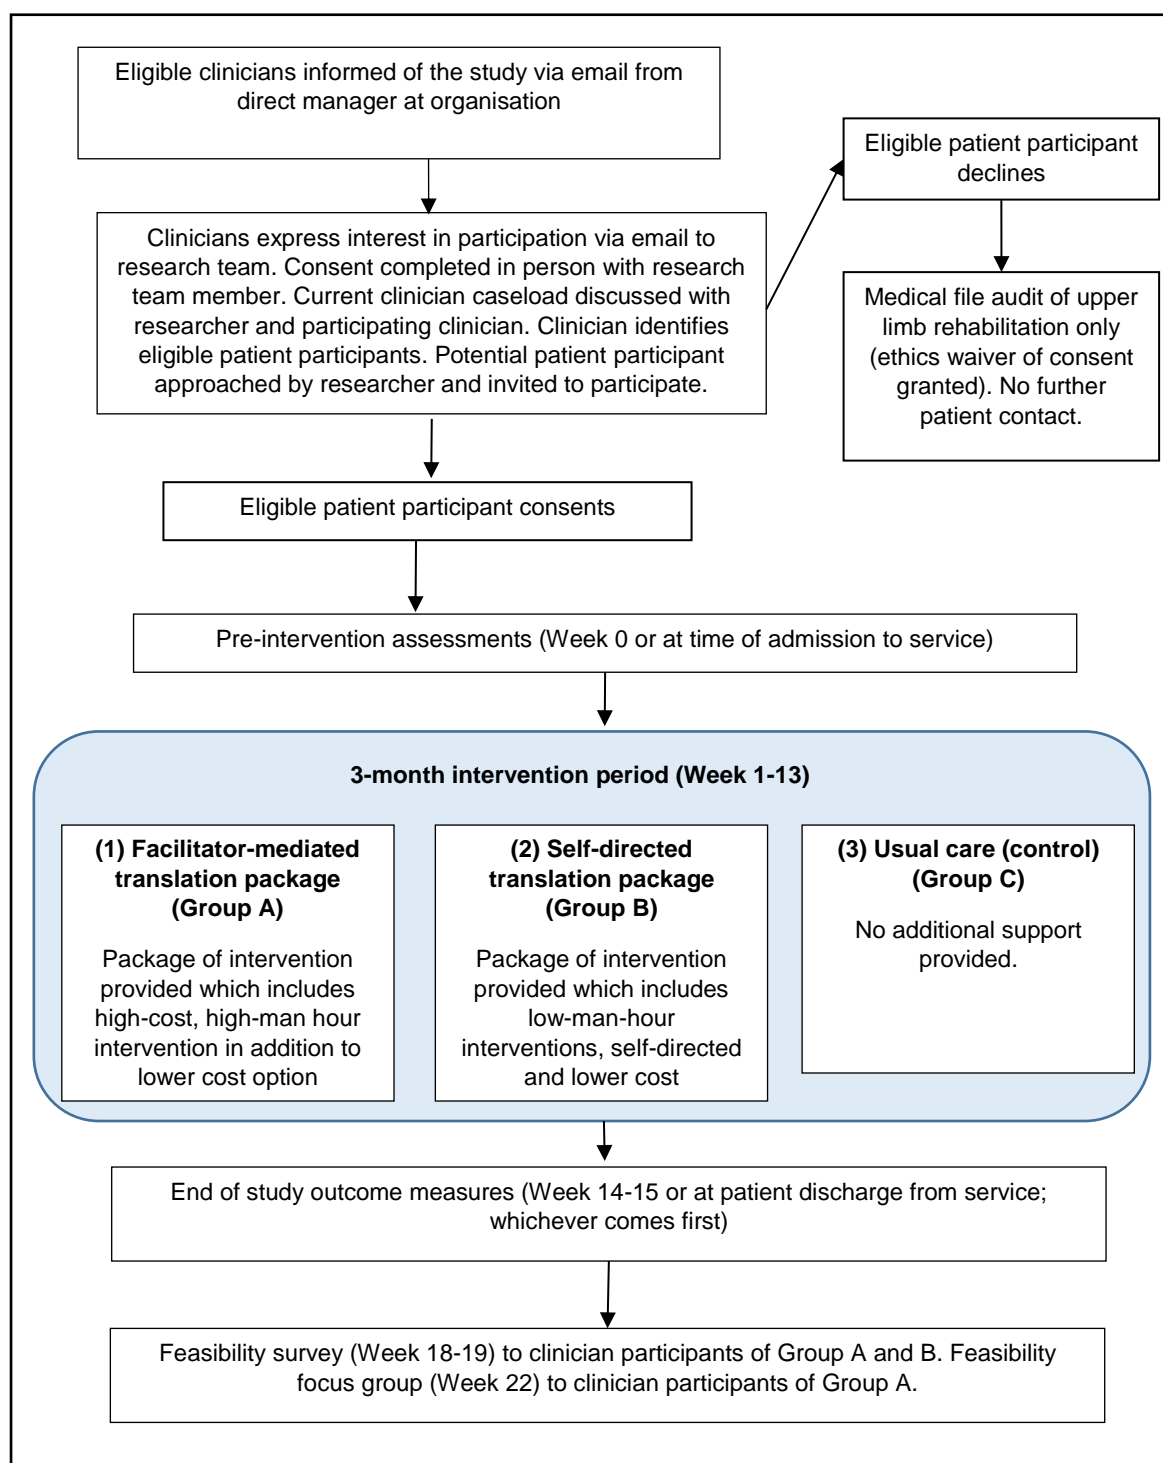 Eligible clinicians informed of the study via email from
direct manager at organisation
Eligible patient participant
declines
Clinicians express interest in participation via email to
research team. Consent completed in person with research
team member. Current clinician caseload discussed with
researcher and participating clinician. Clinician identifies
eligible patient participants. Potential patient participant
approached by researcher and invited to participate.
Medical file audit of upper
limb rehabilitation only
(ethics waiver of consent
granted). No further
patient contact.
Eligible patient participant consents
Pre-intervention assessments (Week 0 or at time of admission to service)
3-month intervention period (Week 1-13)
(1) Facilitator-mediated
translation package
(Group A)
Package of intervention
provided which includes
high-cost, high-man hour
intervention in addition to
lower cost option
(2) Self-directed
translation package
(Group B)
Package of intervention
provided which includes
low-man-hour
interventions, self-directed
and lower cost
(3) Usual care (control)
(Group C)
No additional support
provided.
End of study outcome measures (Week 14-15 or at patient discharge from service;
whichever comes first)
Feasibility survey (Week 18-19) to clinician participants of Group A and B. Feasibility
focus group (Week 22) to clinician participants of Group A.